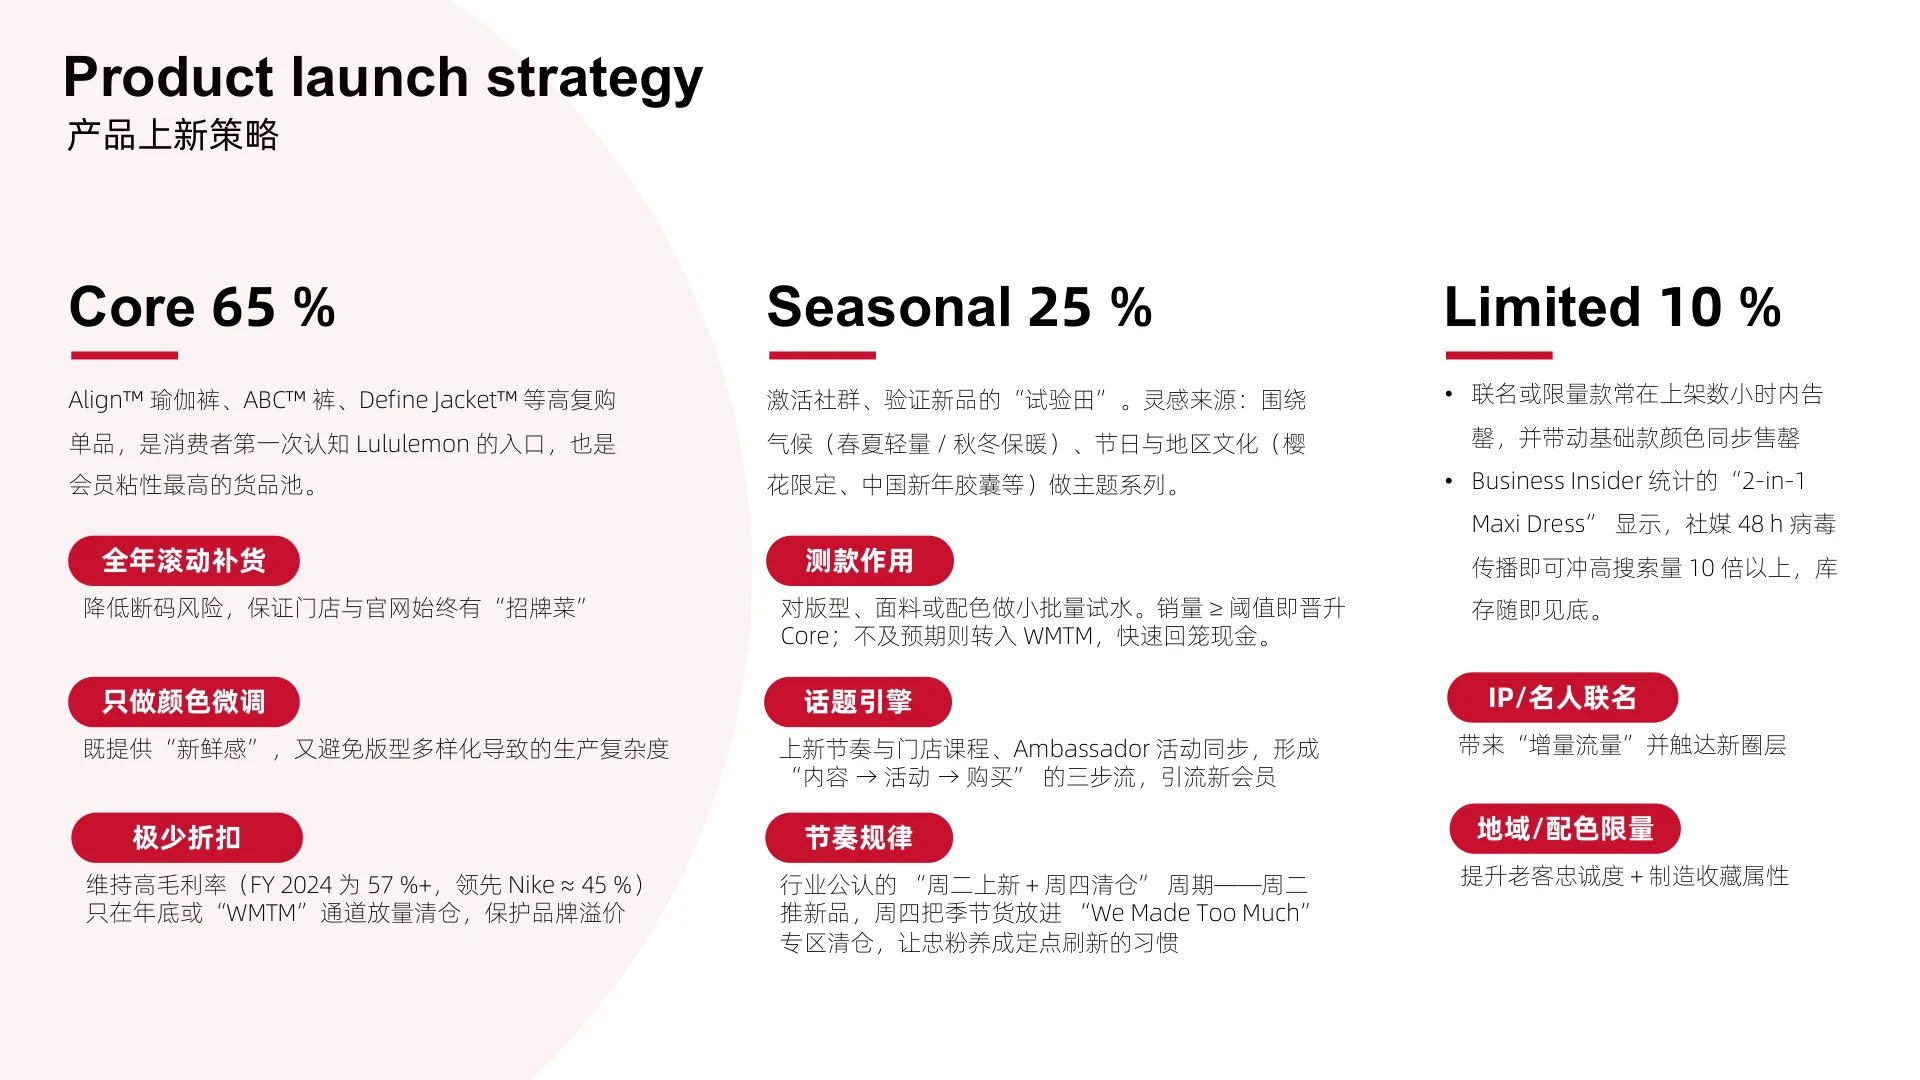 Product launch strategy
产品上新策略
Core 65 %
Align™ 瑜伽裤、ABC™ 裤、Define Jacket™ 等高复购
单品，是消费者第一次认知 Lululemon 的入口，也是
会员粘性最高的货品池。
全年滚动补货
降低断码风险，保证门店与官网始终有“招牌菜”
只做颜色微调
既提供“新鲜感”，又避免版型多样化导致的生产复杂度
极少折扣
维持高毛利率（FY 2024 为 57 %+，领先 Nike ≈ 45 %）
只在年底或“WMTM”通道放量清仓，保护品牌溢价
Seasonal 25 %
激活社群、验证新品的“试验田”。灵感来源：围绕
气候（春夏轻量 / 秋冬保暖）、节日与地区文化（樱
花限定、中国新年胶囊等）做主题系列。
测款作用
对版型、面料或配色做小批量试水。销量 ≥ 阈值即晋升
Core；不及预期则转入 WMTM，快速回笼现金。
话题引擎
上新节奏与门店课程、Ambassador 活动同步，形成
“内容 → 活动 → 购买” 的三步流，引流新会员
节奏规律
行业公认的 “周二上新 + 周四清仓” 周期——周二
推新品，周四把季节货放进 “We Made Too Much”
专区清仓，让忠粉养成定点刷新的习惯
Limited 10 %
• 联名或限量款常在上架数小时内告
罄，并带动基础款颜色同步售罄
• Business Insider 统计的“2-in-1
Maxi Dress” 显示，社媒 48 h 病毒
传播即可冲高搜索量 10 倍以上，库
存随即见底。
IP/名人联名
带来“增量流量”并触达新圈层
地域/配色限量
提升老客忠诚度 + 制造收藏属性